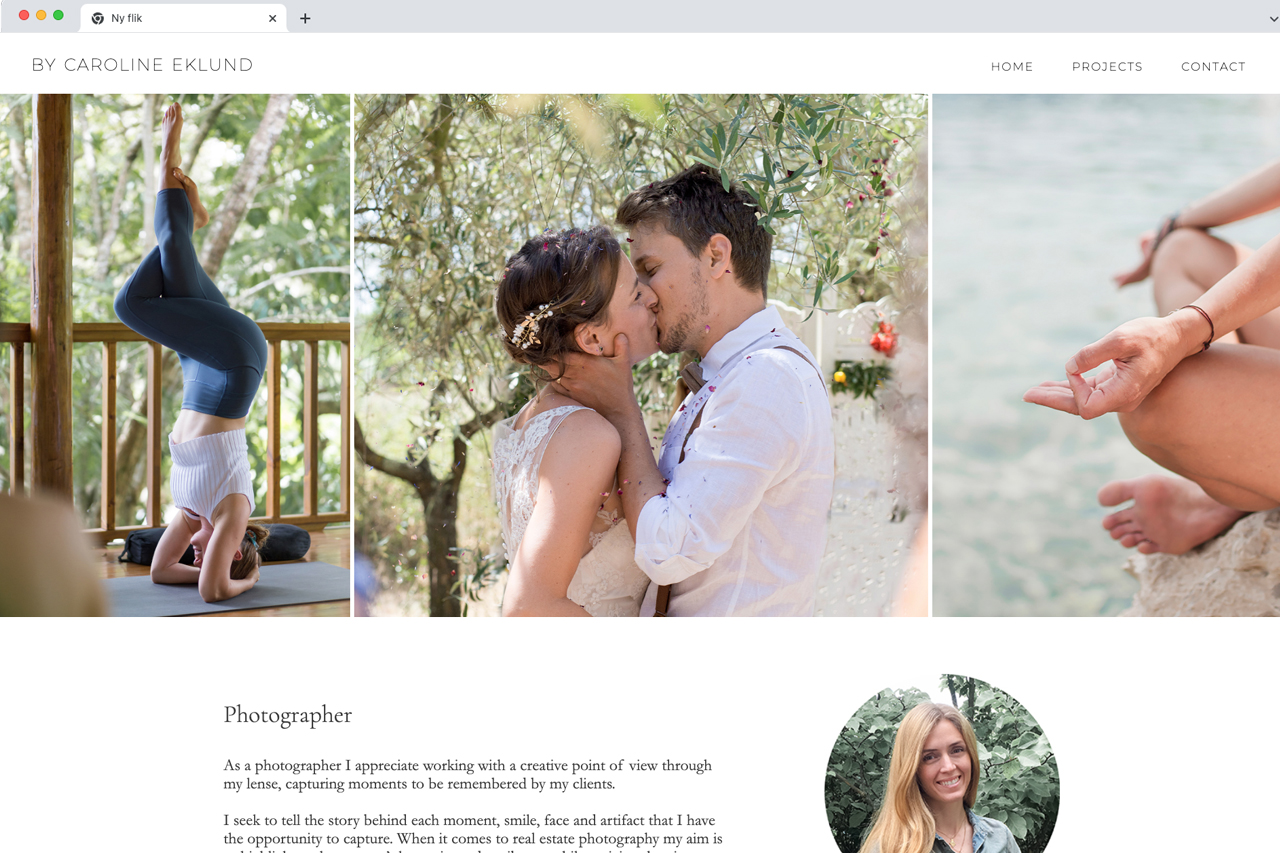 Ny flik
BY CAROLINE EKLUND
HOME PROJECTS CONTACT
Photographer
As a photographer I appreciate working with a creative point of view through
my lense, capturing moments to be remembered by my clients.
I seek to tell the story behind each moment, smile, face and artifact that I have
the opportunity to capture. When it comes to real estate photography my aim is